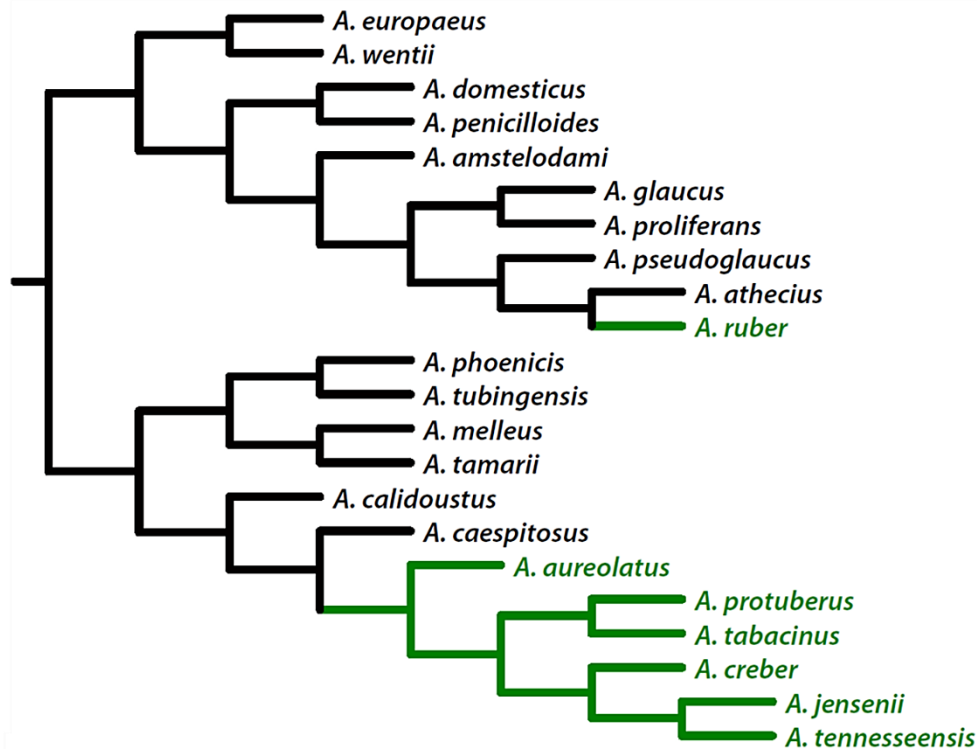 A. europaeus
A. wentii
A. domesticus
A. penicilloides
A. amstelodami
A. glaucus
A. proliferans
A. pseudoglaucus
A. athecius
A. ruber
A. phoenicis
A. tubingensis
A. melleus
A. tamarii
A. calidoustus
A. caespitosus
A. aureolatus
A. protuberus
A. tabacinus
A. creber
A. jensenii
A. tennesseensis